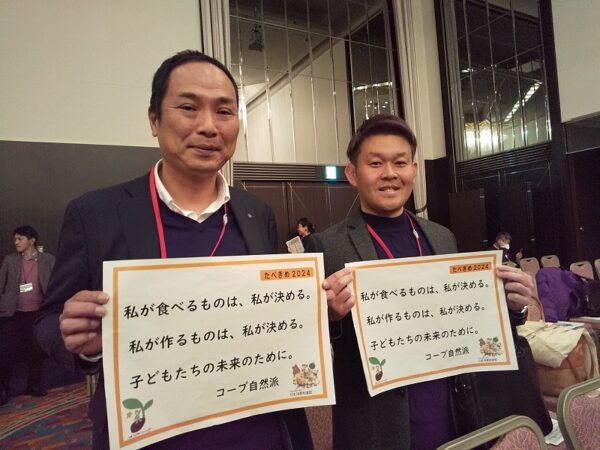 たべきめ2024
私が食べるものは、私が決める。
私が作るものは、私が決める。
子どもたちの未来のために。
コープ自然派
たべきめ2024
私が食べるものは、私が決める。
私が作るものは、私が決める。
子どもたちの未来のために。
コープ自然派